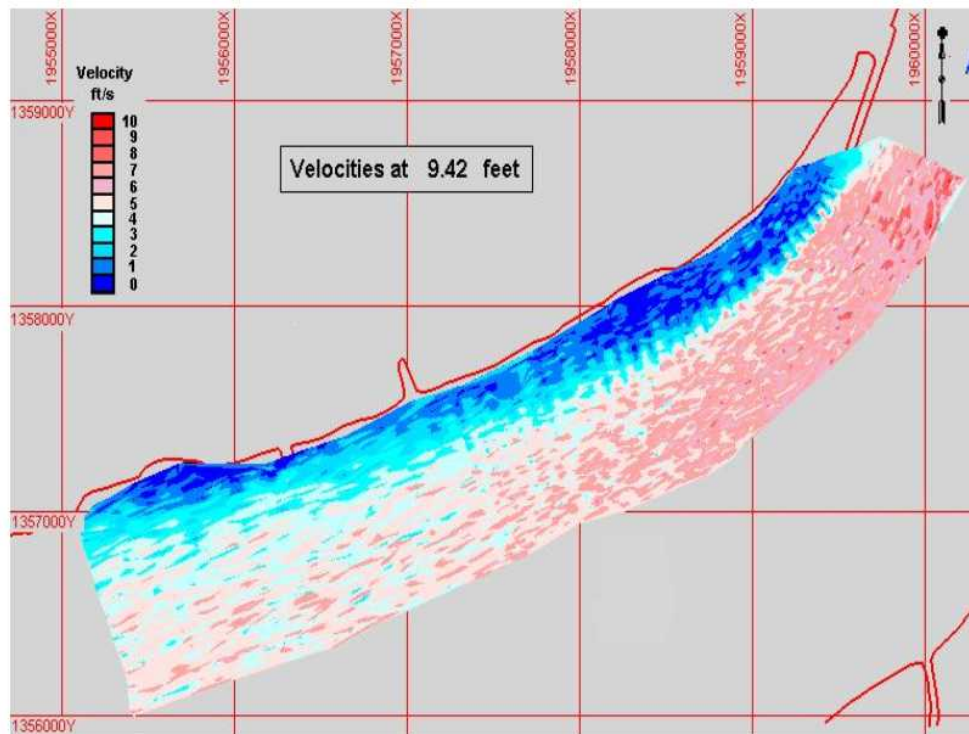 1955000X
1956000X
1957000X
1958000X
1959000X
1960000X
Velocity
ft/s
10
9
8
7
6
5
4
3
2
1
0
Velocities at 9.42 feet
1359000Y
1358000Y
1357000Y
1356000Y